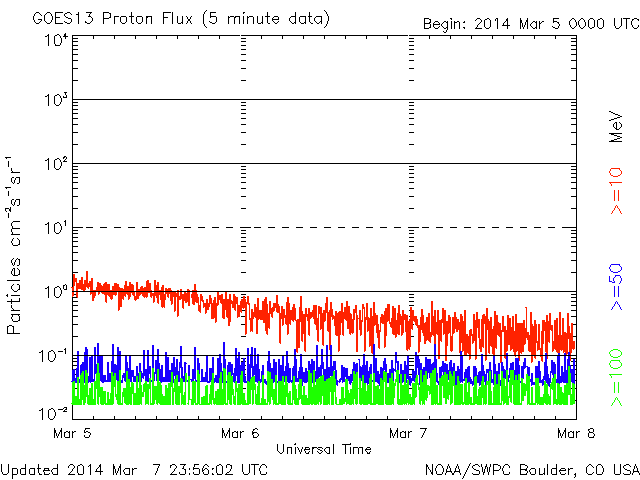 GOES13 Proton Flux (5 minute data)
Begin: 2014 Mar 5 0000 UTC
Particles cm⁻²s⁻¹sr⁻¹
10⁴
10³
10²
10¹
10⁰
10⁻¹
10⁻²
Mar 5
Mar 6
Mar 7
Mar 8
Universal Time
MeV
>=10
>=50
>=100
Updated 2014 Mar 7 23:56:02 UTC
NOAA/SWPC Boulder, CO USA